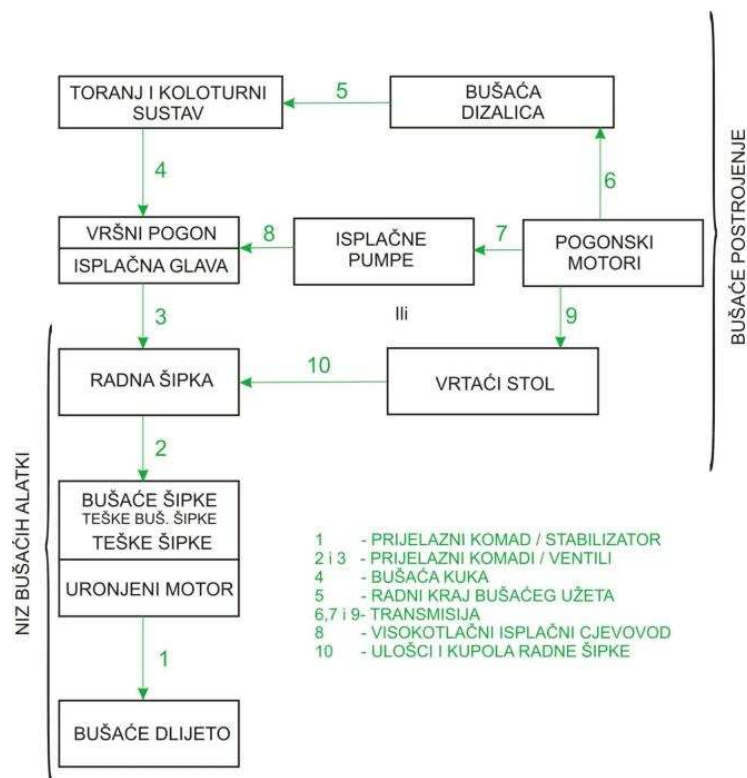 TORANJ I KOLOTURNI
SUSTAV
5
BUŠAĆA
DIZALICA
4
6
VRŠNI POGON
ISPLAČNA GLAVA
8
ISPLAČNE
PUMPE
7
POGONSKI
MOTORI
BUŠAĆE POSTROJENJE
3
Ili
9
RADNA ŠIPKA
10
VRTAĆI STOL
2
BUŠAĆE ŠIPKE
TEŠKE BUŠ. ŠIPKE
TEŠKE ŠIPKE
URONJENI MOTOR
NIZ BUŠAĆIH ALATKI
1
BUŠAĆE DLIJETO
1 - PRIJELAZNI KOMAD / STABILIZATOR
2 i 3 - PRIJELAZNI KOMADI / VENTILI
4 - BUŠAĆA KUKA
5 - RADNI KRAJ BUŠAĆEG UŽETA
6,7 i 9- TRANSMISIJA
8 - VISOKOTLAČNI ISPLAČNI CJEVOVOD
10 - ULOŠCI I KUPOLA RADNE ŠIPKE